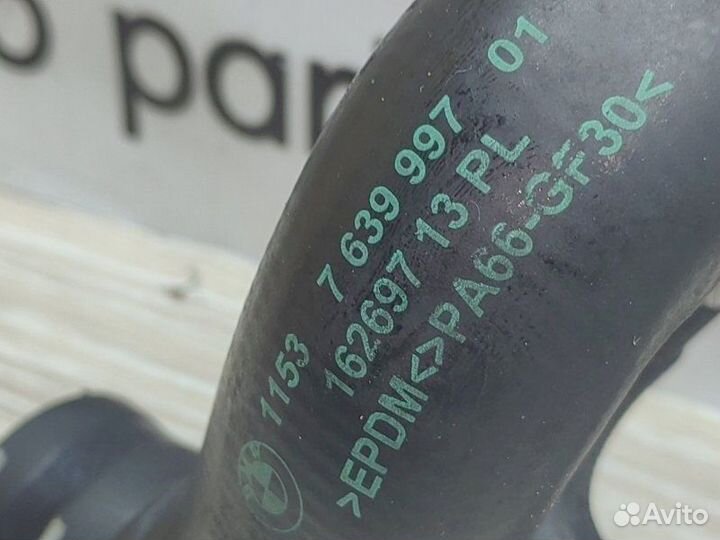 o par
1153 7 639 997 01
162697 13 PL
>EPDM<>PA66-GF30<
Avito